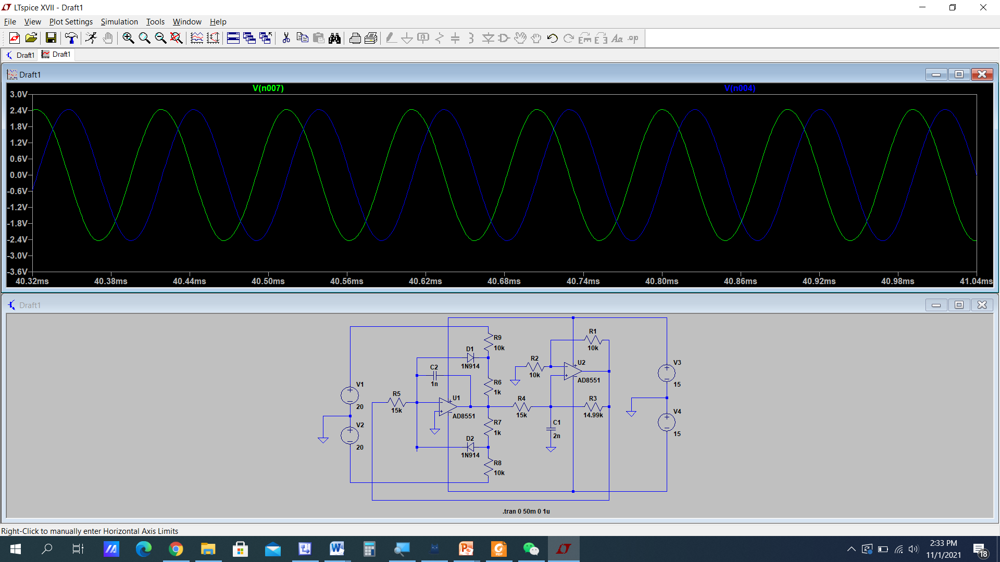 LTspice XVII - Draft1
File View Plot Settings Simulation Tools Window Help
Draft1 Draft1
Draft1
V(n007) V(n004)
3.0V
2.4V
1.8V
1.2V
0.6V
0.0V
-0.6V
-1.2V
-1.8V
-2.4V
-3.0V
-3.6V
40.32ms 40.38ms 40.44ms 40.50ms 40.56ms 40.62ms 40.68ms 40.74ms 40.80ms 40.86ms 40.92ms 40.98ms 41.04ms
Draft1
R9
10k
D1
1N914
C2
1n
R6
1k
R1
10k
R2
10k
U2
AD8551
V3
15
V1
20
R5
15k
U1
AD8551
R4
15k
R3
14.99k
V4
15
V2
20
R7
1k
C1
2n
D2
1N914
R8
10k
.tran 0 50m 0 1u
Right-Click to manually enter Horizontal Axis Limits
2:33 PM
11/1/2021
18